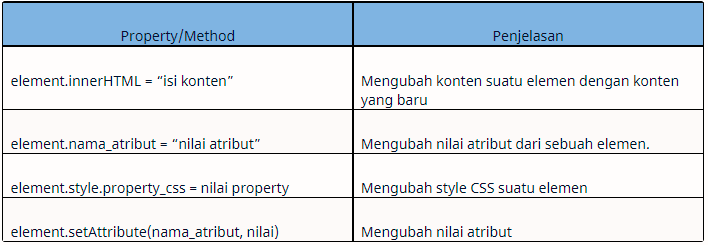 Property/Method
Penjelasan
element.innerHTML = “isi konten”
Mengubah konten suatu elemen dengan konten
yang baru
element.nama_atribut = “nilai atribut”
Mengubah nilai atribut dari sebuah elemen.
element.style.property_css = nilai property
Mengubah style CSS suatu elemen
element.setAttribute(nama_atribut, nilai)
Mengubah nilai atribut